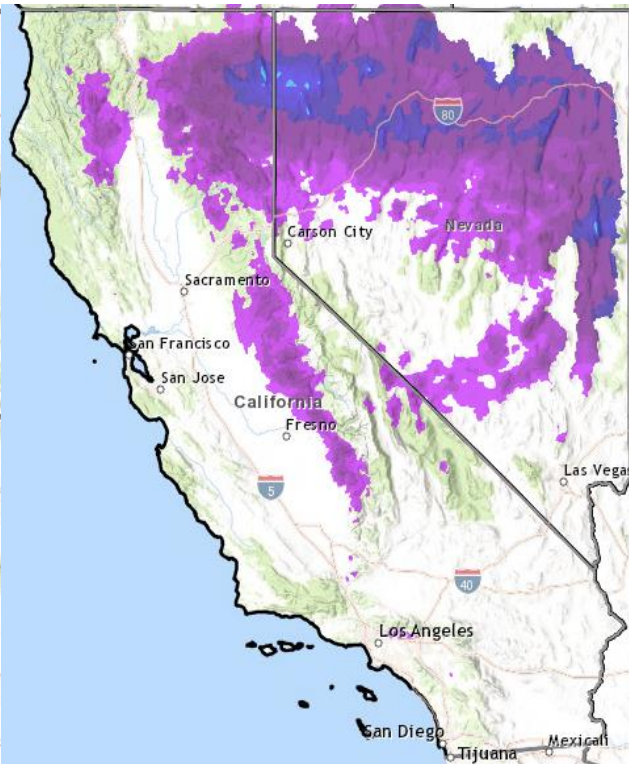 80
Nevada
Carson City
Sacramento
San Francisco
San Jose
California
Fresno
Las Vegas
5
40
Los Angeles
San Diego
Tijuana
Mexicali